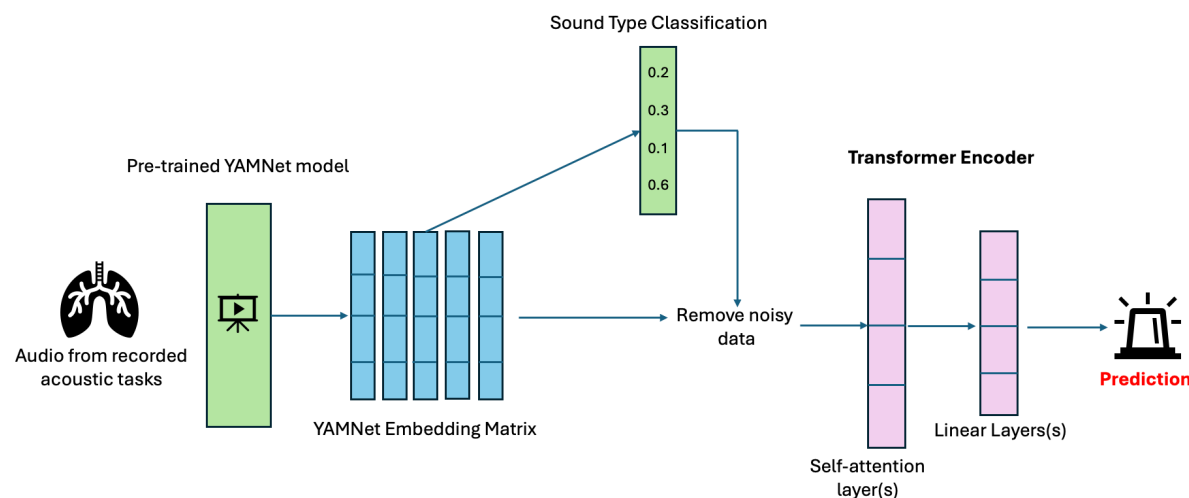 Sound Type Classification
0.2
0.3
0.1
0.6
Pre-trained YAMNet model
Transformer Encoder
Audio from recorded
acoustic tasks
YAMNet Embedding Matrix
Remove noisy
data
Self-attention
layer(s)
Linear Layers(s)
Prediction